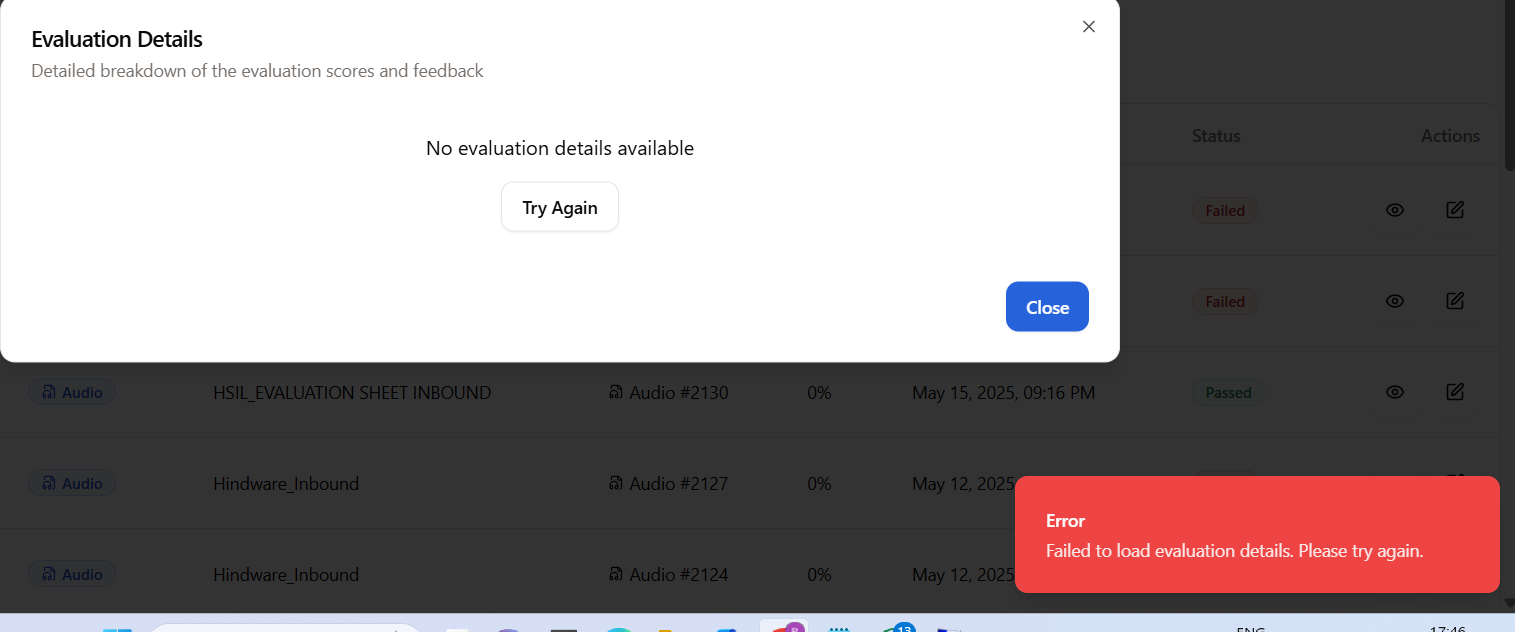 Evaluation Details
Detailed breakdown of the evaluation scores and feedback
No evaluation details available
Try Again
Close
Status Actions
Failed
Failed
Audio HSIL_EVALUATION SHEET INBOUND Audio #2130 0% May 15, 2025, 09:16 PM Passed
Audio Hindware_Inbound Audio #2127 0% May 12, 2025
Audio Hindware_Inbound Audio #2124 0% May 12, 2025
Error
Failed to load evaluation details. Please try again.
13
ENG 17:46